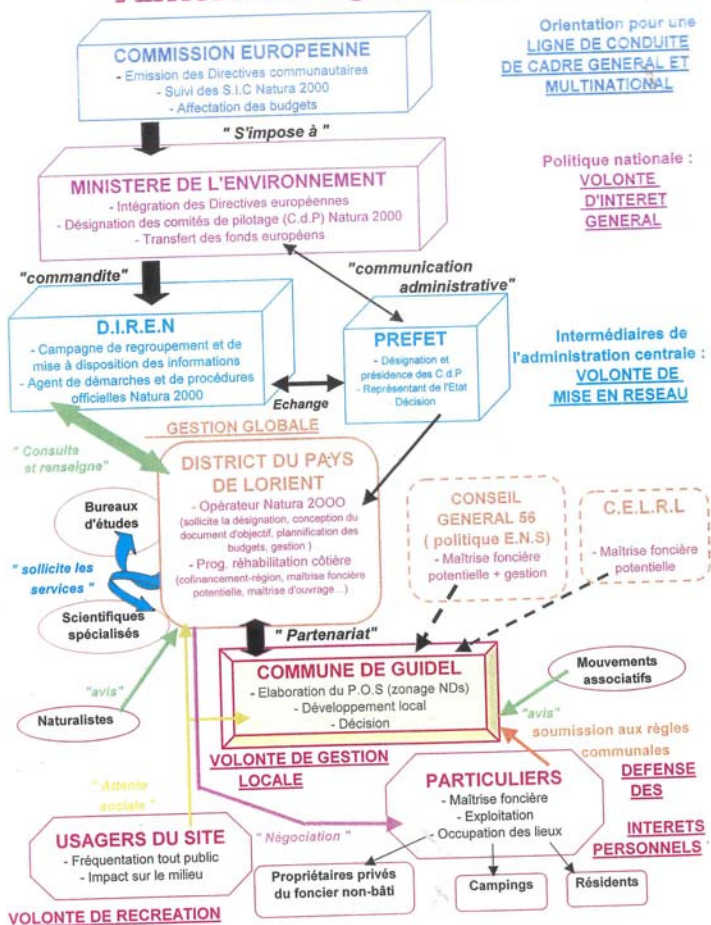 COMMISSION EUROPEENNE
- Emission des Directives communautaires
- Suivi des S.I.C Natura 2000
- Affectation des budgets
Orientation pour une
LIGNE DE CONDUITE
DE CADRE GENERAL ET
MULTINATIONAL
" S'impose à "
MINISTERE DE L'ENVIRONNEMENT
- Intégration des Directives européennes
- Désignation des comités de pilotage (C.d.P) Natura 2000
- Transfert des fonds européens
Politique nationale :
VOLONTE
D'INTERET
GENERAL
"commandite"
"communication
administrative"
D.I.R.E.N
- Campagne de regroupement et de
mise à disposition des informations
- Agent de démarches et de procédures
officielles Natura 2000
Echange
PREFET
- Désignation et
présidence des C.d.P
- Représentant de l'Etat
- Décision
Intermédiaires de
l'administration centrale :
VOLONTE DE
MISE EN RESEAU
GESTION GLOBALE
" Consulte
et renseigne"
DISTRICT DU PAYS
DE LORIENT
- Opérateur Natura 2OOO
(sollicite la désignation, conception du
document d'objectif, plannification des
budgets, gestion )
- Prog. réhabilitation côtière
(cofinancement-région, maîtrise foncière
potentielle, maîtrise d'ouvrage...)
Bureaux
d'études
" sollicite les
services "
Scientifiques
spécialisés
CONSEIL
GENERAL 56
( politique E.N.S)
- Maîtrise foncière
potentielle + gestion
C.E.L.R.L
- Maîtrise foncière
potentielle
" Partenariat"
COMMUNE DE GUIDEL
- Elaboration du P.O.S (zonage NDs)
- Développement local
- Décision
"avis"
Naturalistes
Mouvements
associatifs
"avis"
soumission aux règles
communales
VOLONTE DE GESTION
LOCALE
DEFENSE
DES
INTERETS
PERSONNELS
" Attente
sociale "
PARTICULIERS
- Maîtrise foncière
- Exploitation
- Occupation des lieux
USAGERS DU SITE
- Fréquentation tout public
- Impact sur le milieu
" Négociation "
Propriétaires privés
du foncier non-bâti
Campings
Résidents
VOLONTE DE RECREATION